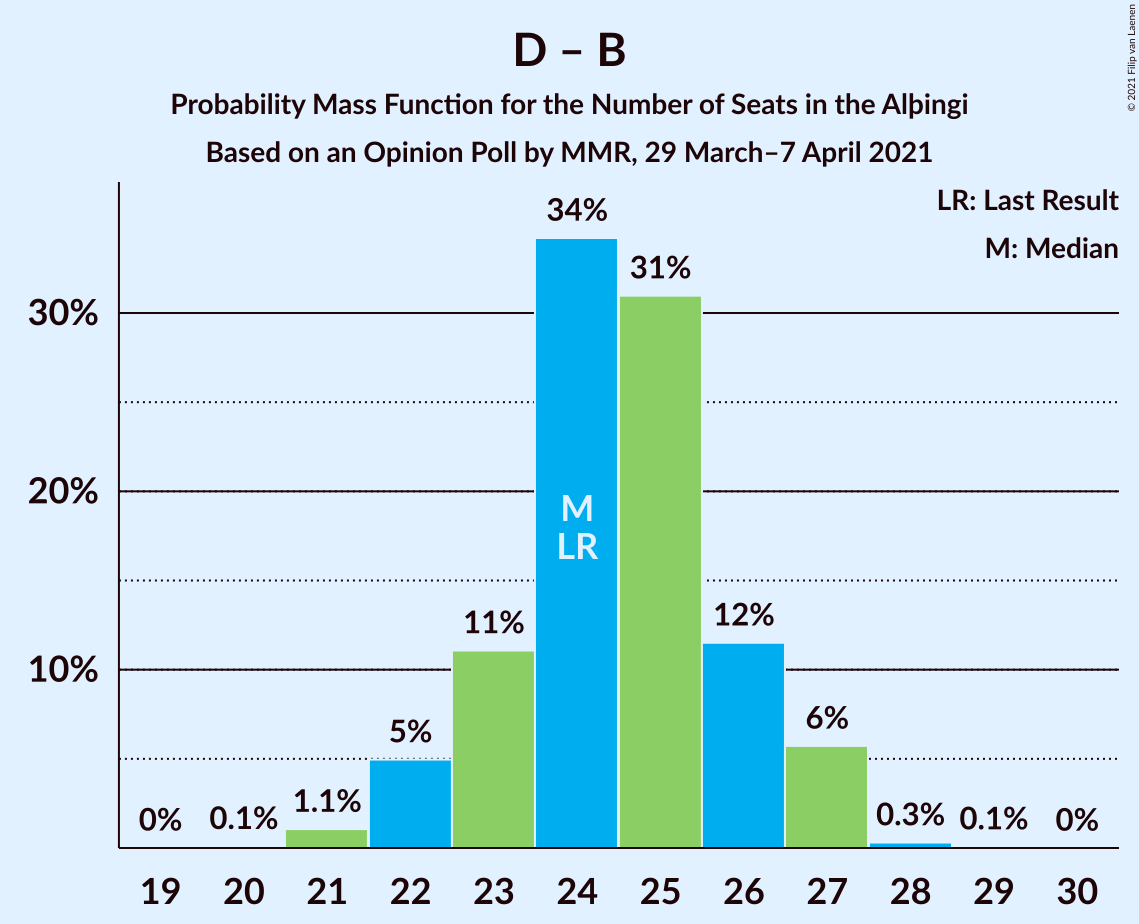 D – B
Probability Mass Function for the Number of Seats in the Alþingi
Based on an Opinion Poll by MMR, 29 March–7 April 2021
© 2021 Filip van Laenen
LR: Last Result
M: Median
34%
31%
30%
20%
M
LR
12%
11%
10%
6%
5%
1.1%
0.3%
0% 0.1% 0.1% 0%
19 20 21 22 23 24 25 26 27 28 29 30